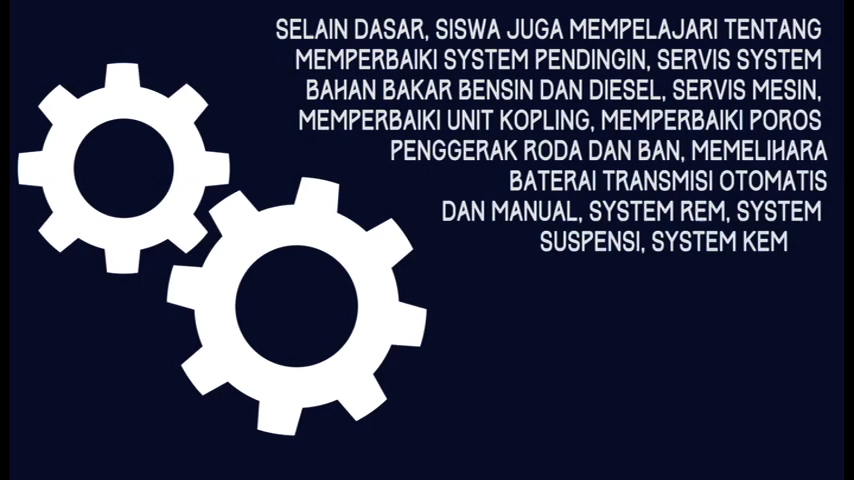 SELAIN DASAR, SISWA JUGA MEMPELAJARI TENTANG
MEMPERBAIKI SYSTEM PENDINGIN, SERVIS SYSTEM
BAHAN BAKAR BENSIN DAN DIESEL, SERVIS MESIN,
MEMPERBAIKI UNIT KOPLING, MEMPERBAIKI POROS
PENGGERAK RODA DAN BAN, MEMELIHARA
BATERAI TRANSMISI OTOMATIS
DAN MANUAL, SYSTEM REM, SYSTEM
SUSPENSI, SYSTEM KEM